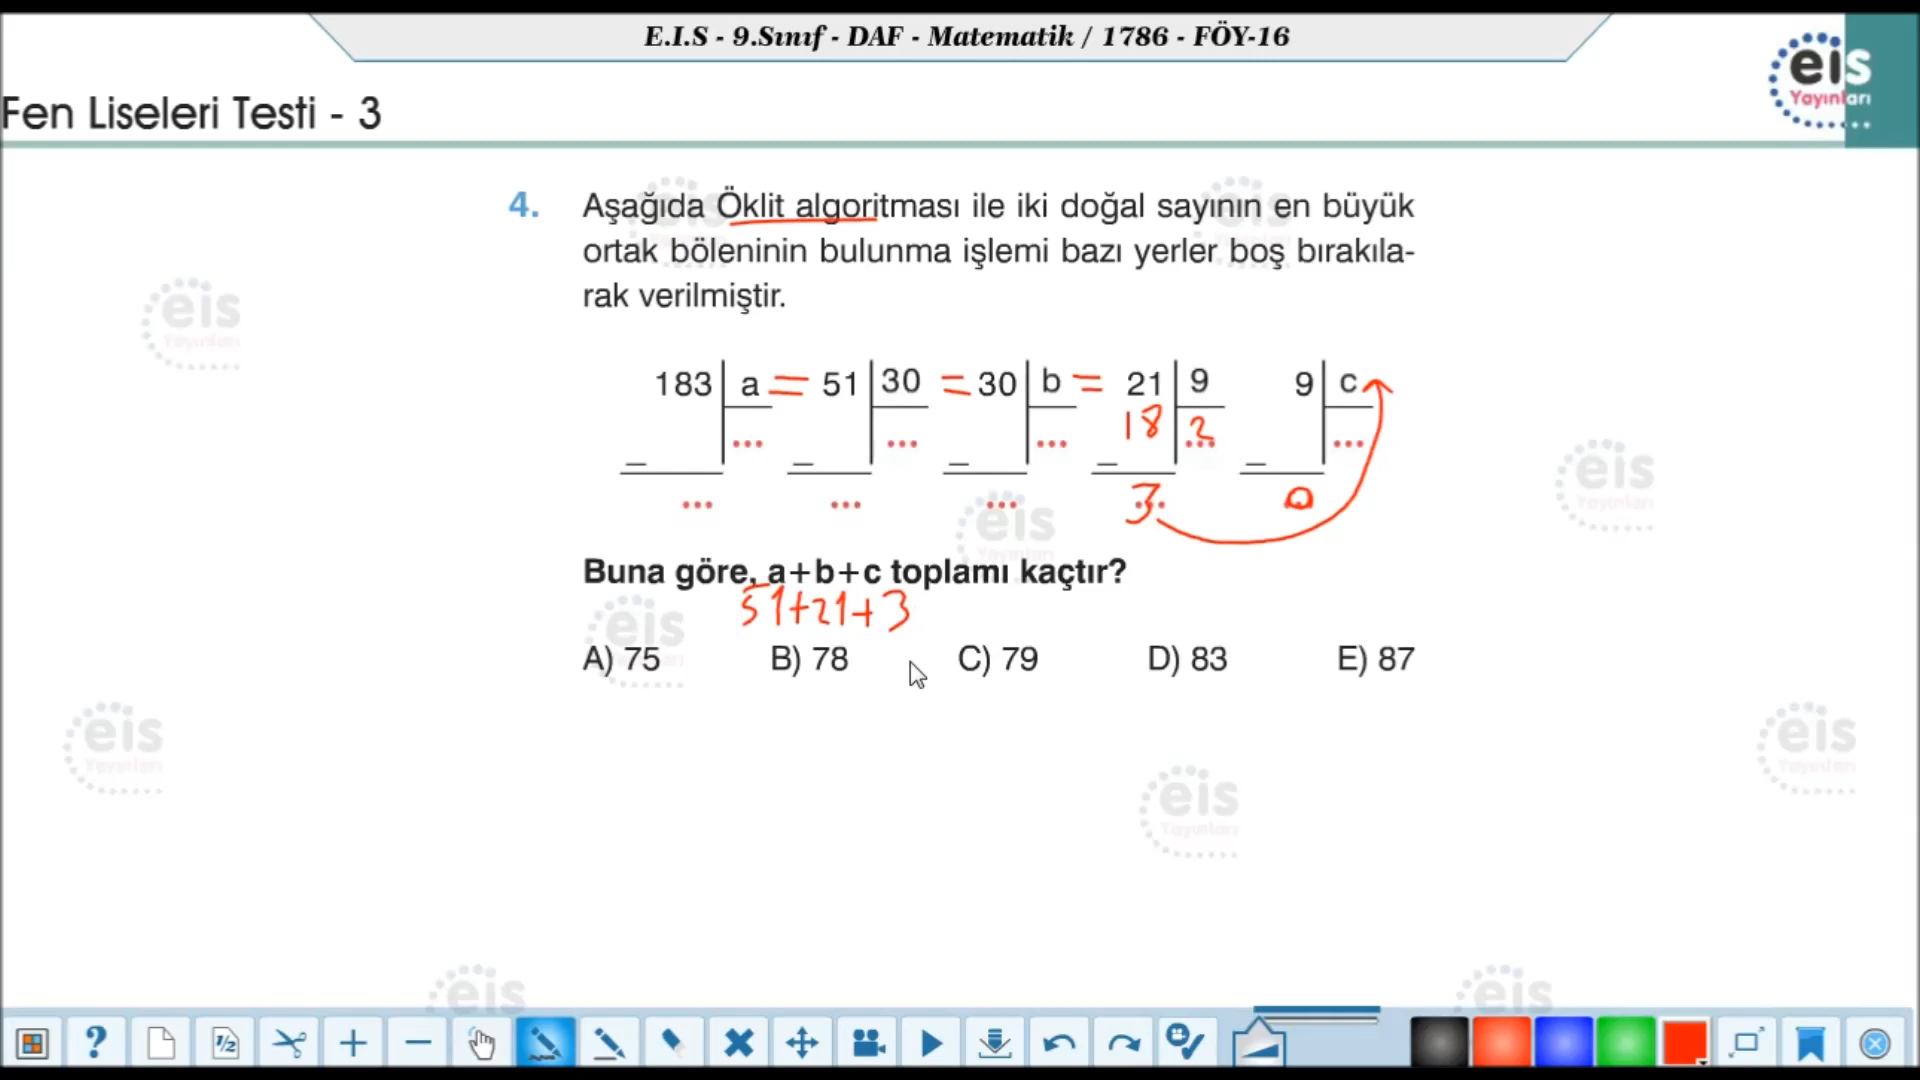 E.I.S - 9.Sınıf - DAF - Matematik / 1786 - FÖY-16
eis
Yayınları
Fen Liseleri Testi - 3
4. Aşağıda Öklit algoritması ile iki doğal sayının en büyük
ortak böleninin bulunma işlemi bazı yerler boş bırakıla-
rak verilmiştir.
183 a = 51 30 = 30 b = 21 9 9 c
... ... ... 18 2 ...
... ... ... 3 0
Buna göre, a+b+c toplamı kaçtır?
51+21+3
A) 75 B) 78 C) 79 D) 83 E) 87